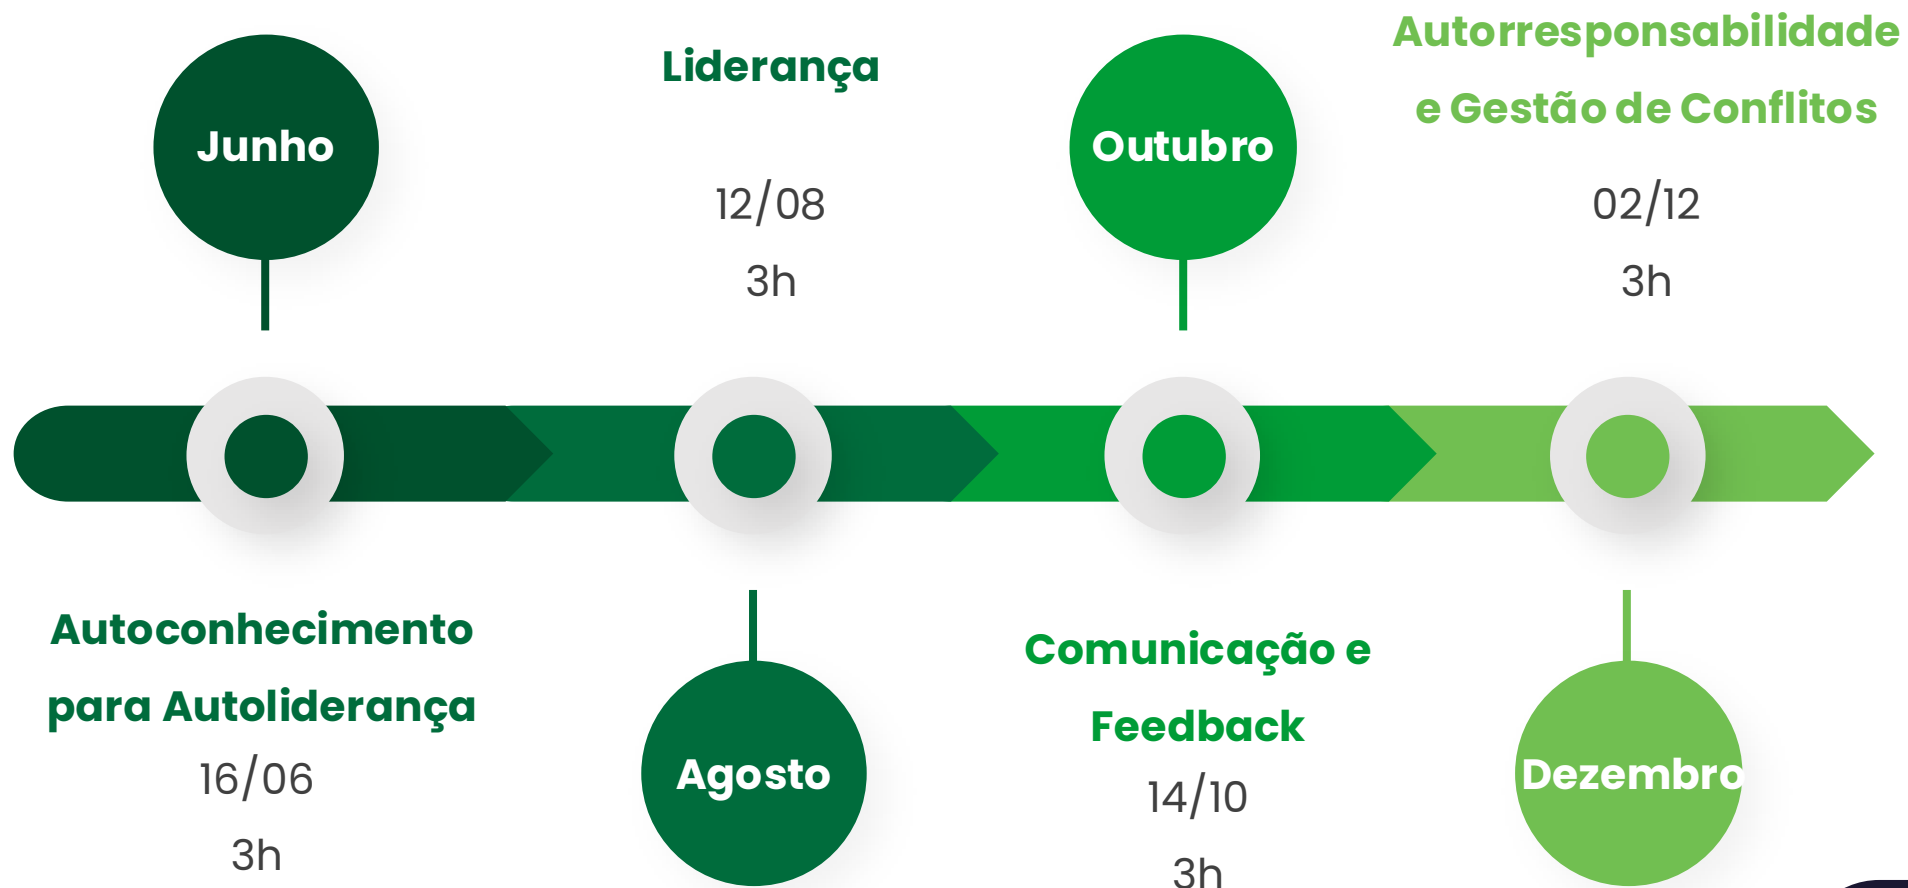 Junho
Autoconhecimento
para Autoliderança
16/06
3h
Liderança
12/08
3h
Agosto
Outubro
Comunicação e
Feedback
14/10
3h
Autorresponsabilidade
e Gestão de Conflitos
02/12
3h
Dezembro